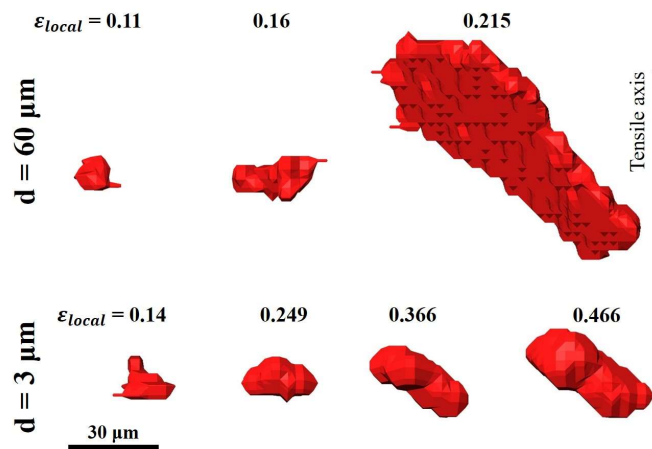 ε_local = 0.11 0.16 0.215
d = 60 μm
Tensile axis
ε_local = 0.14 0.249 0.366 0.466
d = 3 μm
30 μm